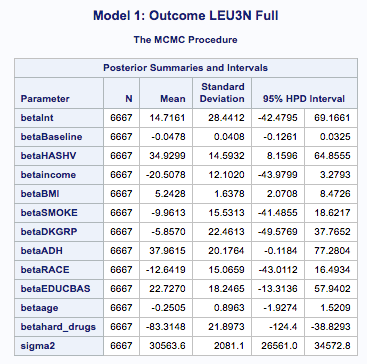 Model 1: Outcome LEU3N Full
The MCMC Procedure
Posterior Summaries and Intervals
Parameter N Mean Standard Deviation 95% HPD Interval
betaInt 6667 14.7161 28.4412 -42.4795 69.1661
betaBaseline 6667 -0.0478 0.0408 -0.1261 0.0325
betaHASHV 6667 34.9299 14.5932 8.1596 64.8555
betaincome 6667 -20.5078 12.1020 -43.9799 3.2793
betaBMI 6667 5.2428 1.6378 2.0708 8.4726
betaSMOKE 6667 -9.9613 15.5313 -41.4855 18.6217
betaDKGRP 6667 -5.8570 22.4613 -49.5769 37.7652
betaADH 6667 37.9615 20.1764 -0.1184 77.2804
betaRACE 6667 -12.6419 15.0659 -43.0112 16.4934
betaEDUCBAS 6667 22.7270 18.2465 -13.3136 57.9402
betaage 6667 -0.2505 0.8963 -1.9274 1.5209
betahard_drugs 6667 -83.3148 21.8973 -124.4 -38.8293
sigma2 6667 30563.6 2081.1 26561.0 34572.8